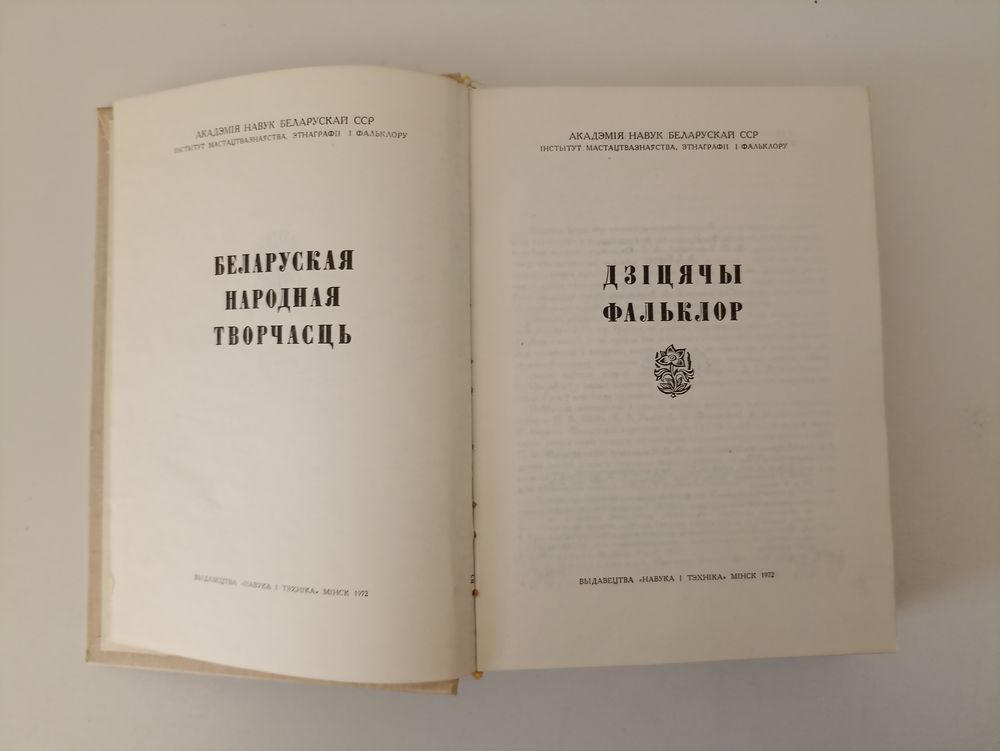 АКАДЭМІЯ НАВУК БЕЛАРУСКАЙ ССР
ІНСТЫТУТ МАСТАЦТВАЗНАЎСТВА, ЭТНАГРАФІІ І ФАЛЬКЛОРУ
БЕЛАРУСКАЯ
НАРОДНАЯ
ТВОРЧАСЦЬ
ВЫДАВЕЦТВА «НАВУКА І ТЭХНІКА» МІНСК 1972
АКАДЭМІЯ НАВУК БЕЛАРУСКАЙ ССР
ІНСТЫТУТ МАСТАЦТВАЗНАЎСТВА, ЭТНАГРАФІІ І ФАЛЬКЛОРУ
ДЗІЦЯЧЫ
ФАЛЬКЛОР
ВЫДАВЕЦТВА «НАВУКА І ТЭХНІКА» МІНСК 1972